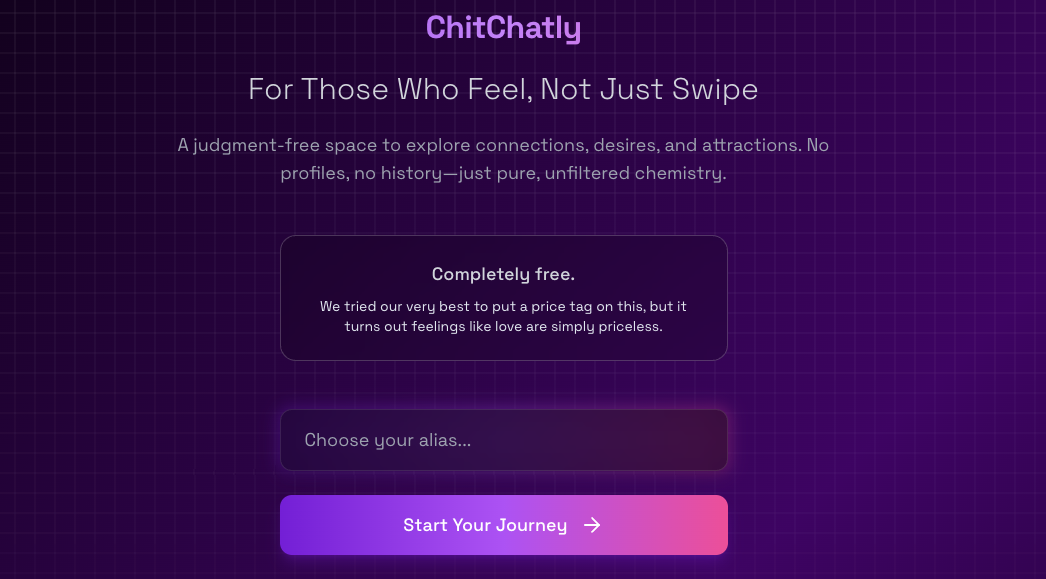 ChitChatly
For Those Who Feel, Not Just Swipe
A judgment-free space to explore connections, desires, and attractions. No
profiles, no history—just pure, unfiltered chemistry.
Completely free.
We tried our very best to put a price tag on this, but it
turns out feelings like love are simply priceless.
Choose your alias...
Start Your Journey →